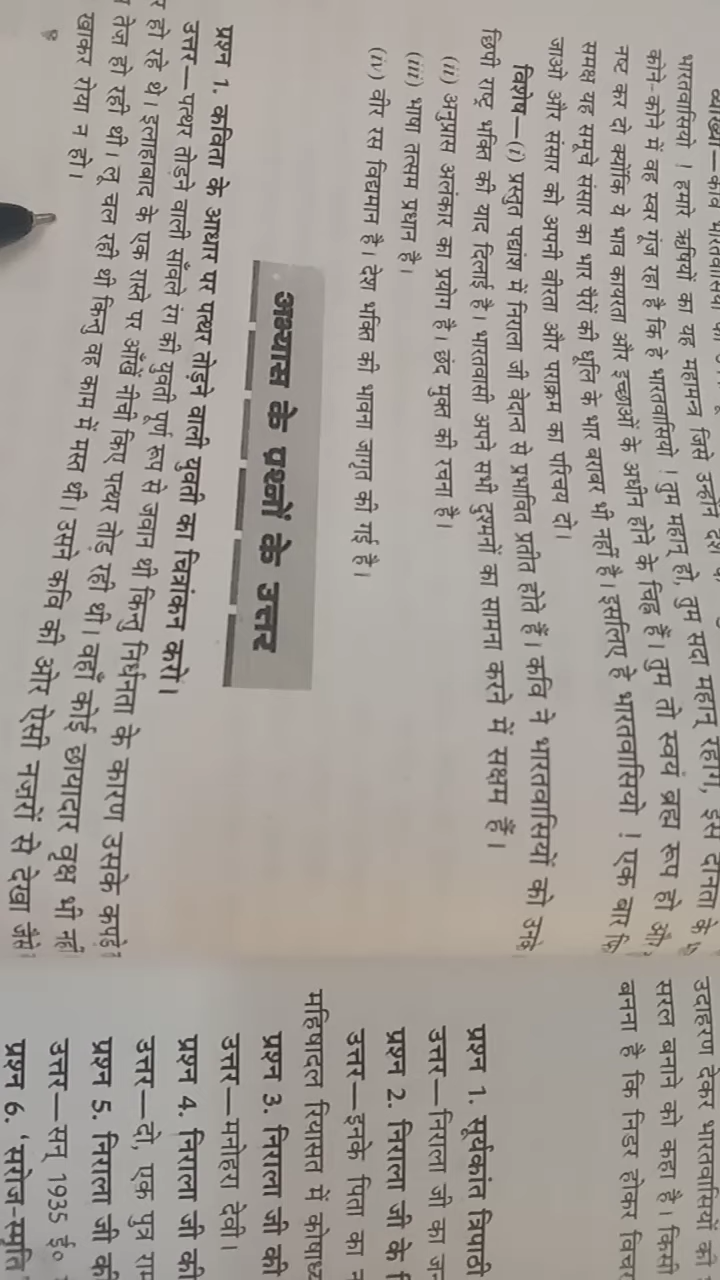 व्याख्या—कवि भारतवासियों को
भारतवासियो ! हमारे ऋषियों का यह महामन्त्र जिसे उन्होंने देश के
कोने-कोने में वह स्वर गूंज रहा है कि हे भारतवासियो ! तुम महान् हो, तुम सदा महान् रहोगे, इस दीनता के
नष्ट कर दो क्योंकि ये भाव कायरता और इच्छाओं के अधीन होने के चिह्न हैं। तुम तो स्वयं ब्रह्म रूप हो और
समक्ष यह समूचे संसार का भार पैरों की धूलि के भार बराबर भी नहीं है। इसलिए हे भारतवासियो ! एक बार
जाओ और संसार को अपनी वीरता और पराक्रम का परिचय दो।
विशेष—(i) प्रस्तुत पद्यांश में निराला जी वेदान्त से प्रभावित प्रतीत होते हैं। कवि ने भारतवासियों को उनके
छिपी राष्ट्र भक्ति की याद दिलाई है। भारतवासी अपने सभी दुश्मनों का सामना करने में सक्षम हैं।
(ii) अनुप्रास अलंकार का प्रयोग है। छंद मुक्त की रचना है।
(iii) भाषा तत्सम प्रधान है।
(iv) वीर रस विद्यमान है। देश भक्ति की भावना जागृत की गई है।
अभ्यास के प्रश्नों के उत्तर
प्रश्न 1. कविता के आधार पर पत्थर तोड़ने वाली युवती का चित्रांकन करो।
उत्तर—पत्थर तोड़ने वाली साँवले रंग की युवती पूर्ण रूप से जवान थी किन्तु निर्धनता के कारण उसके कपड़े
हो रहे थे। इलाहाबाद के एक रास्ते पर आँखें नीची किए पत्थर तोड़ रही थी। वहाँ कोई छायादार वृक्ष भी नहीं
तेज़ हो रही थी। लू चल रही थी किन्तु वह काम में मस्त थी। उसने कवि की ओर ऐसी नज़रों से देखा जैसे
खाकर रोया न हो।
उदाहरण देकर भारतवासियों को
सरल बनाने को कहा है। किसी
बनना है कि निडर होकर विचर
प्रश्न 1. सूर्यकांत त्रिपाठी
उत्तर—निराला जी का
प्रश्न 2. निराला जी के
उत्तर—इनके पिता का
महिषादल रियासत में कोषाध्य
प्रश्न 3. निराला जी की
उत्तर—मनोहरा देवी।
प्रश्न 4. निराला जी की
उत्तर—दो, एक पुत्र राम
प्रश्न 5. निराला जी की
उत्तर—सन् 1935 ई०
प्रश्न 6. 'सरोज-स्मृति